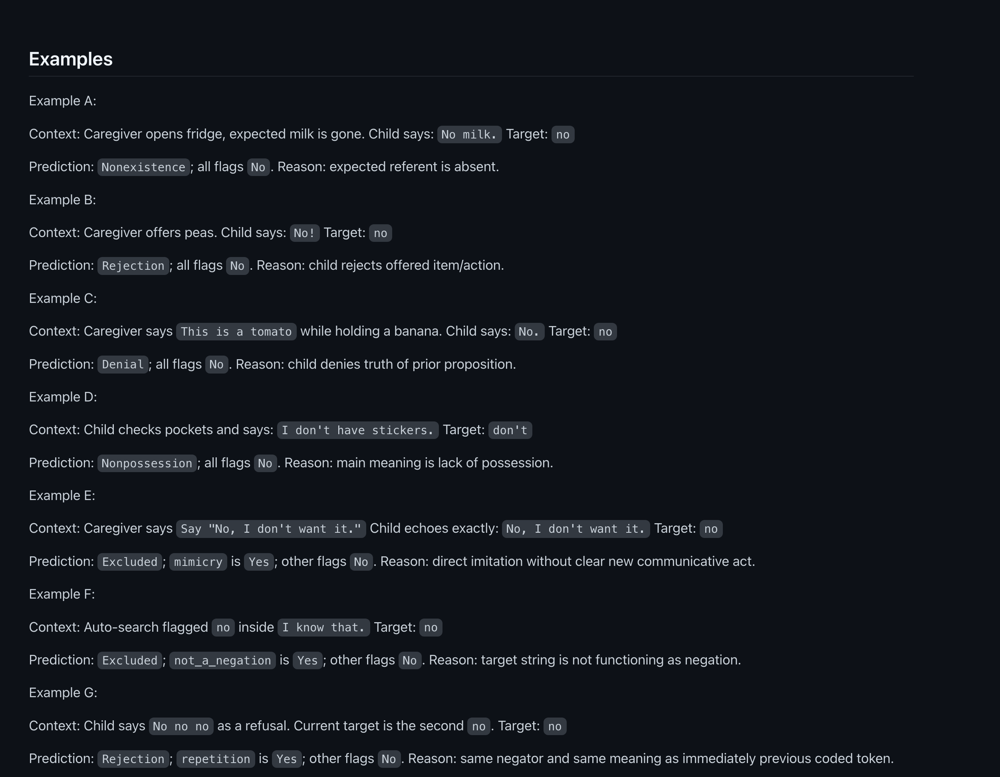 Examples
Example A:
Context: Caregiver opens fridge, expected milk is gone. Child says: No milk. Target: no
Prediction: Nonexistence; all flags No. Reason: expected referent is absent.
Example B:
Context: Caregiver offers peas. Child says: No! Target: no
Prediction: Rejection; all flags No. Reason: child rejects offered item/action.
Example C:
Context: Caregiver says This is a tomato while holding a banana. Child says: No. Target: no
Prediction: Denial; all flags No. Reason: child denies truth of prior proposition.
Example D:
Context: Child checks pockets and says: I don't have stickers. Target: don't
Prediction: Nonpossession; all flags No. Reason: main meaning is lack of possession.
Example E:
Context: Caregiver says Say "No, I don't want it." Child echoes exactly: No, I don't want it. Target: no
Prediction: Excluded; mimicry is Yes; other flags No. Reason: direct imitation without clear new communicative act.
Example F:
Context: Auto-search flagged no inside I know that. Target: no
Prediction: Excluded; not_a_negation is Yes; other flags No. Reason: target string is not functioning as negation.
Example G:
Context: Child says No no no as a refusal. Current target is the second no. Target: no
Prediction: Rejection; repetition is Yes; other flags No. Reason: same negator and same meaning as immediately previous coded token.